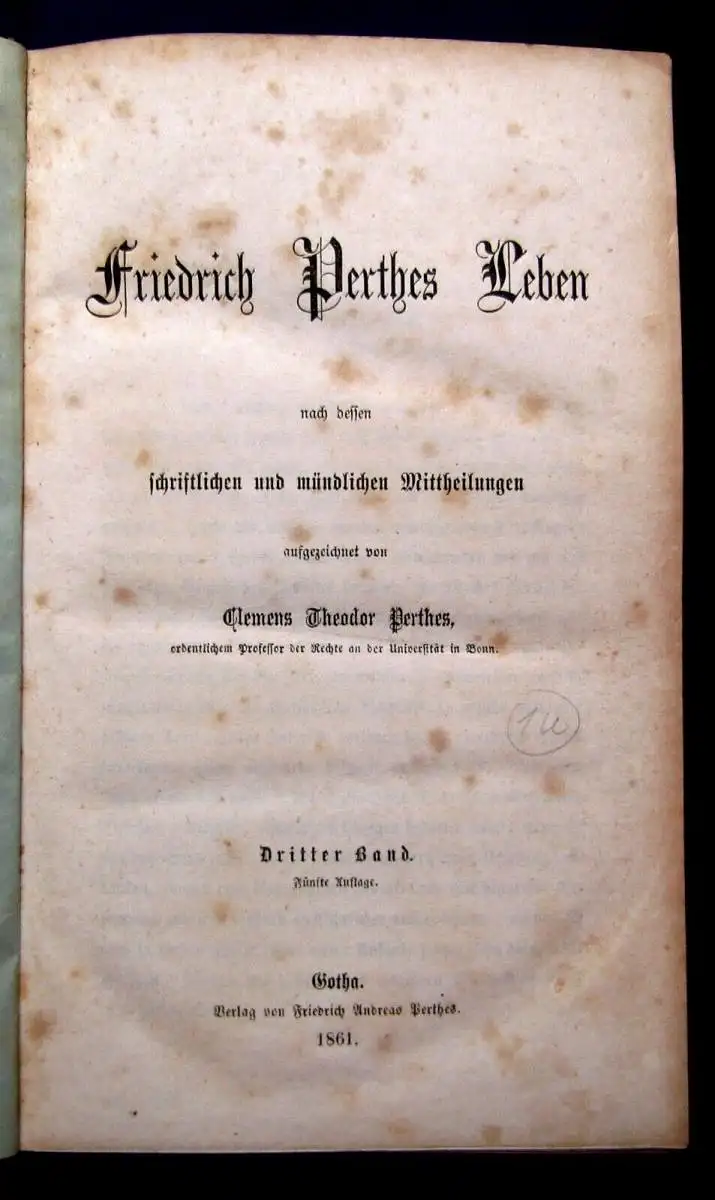 Friedrich Perthes Leben
nach dessen
schriftlichen und mündlichen Mittheilungen
aufgezeichnet von
Clemens Theodor Perthes,
ordentlichem Professor der Rechte an der Universität in Bonn.
Dritter Band.
Fünfte Auflage.
Gotha.
Verlag von Friedrich Andreas Perthes.
1861.